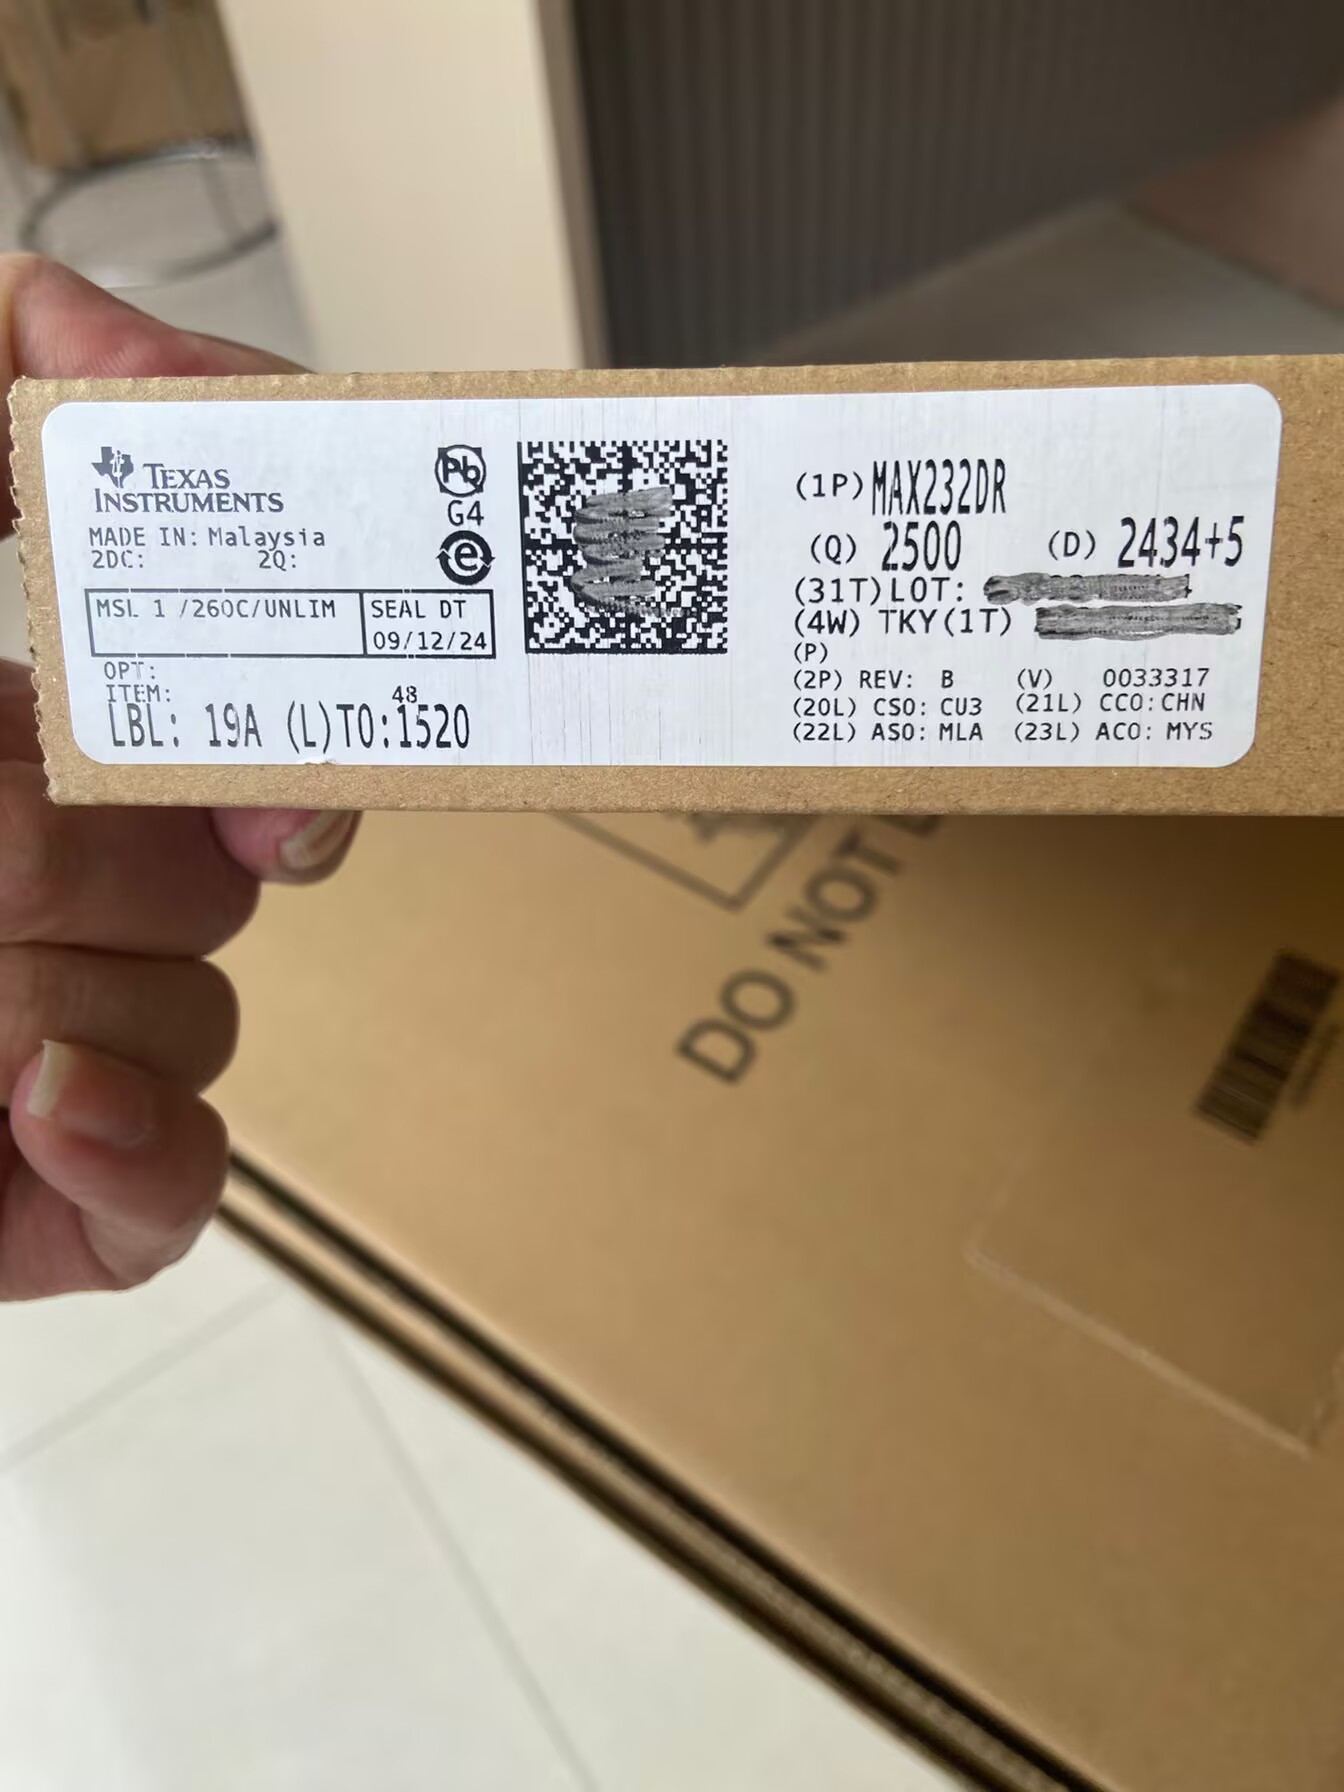 TEXAS
INSTRUMENTS
MADE IN: Malaysia
2DC: 2Q:
MSL 1 /260C/UNLIM
SEAL DT
09/12/24
OPT:
ITEM:
48
LBL: 19A (L)TO:1520
Pb
G4
e
(1P) MAX232DR
(Q) 2500 (D) 2434+5
(31T) LOT:
(4W) TKY(1T)
(P)
(2P) REV: B (V) 0033317
(20L) CSO: CU3 (21L) CCO: CHN
(22L) ASO: MLA (23L) ACO: MYS
DO NOT